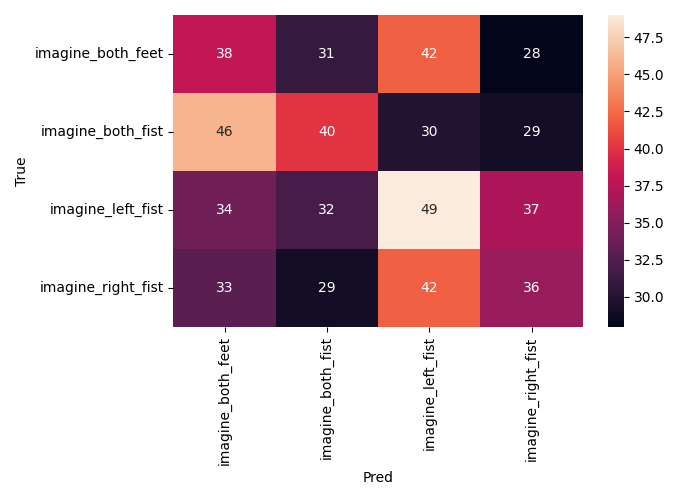 imagine_both_feet 38 31 42 28
imagine_both_fist 46 40 30 29
imagine_left_fist 34 32 49 37
imagine_right_fist 33 29 42 36
True
imagine_both_feet
imagine_both_fist
imagine_left_fist
imagine_right_fist
Pred
47.5
45.0
42.5
40.0
37.5
35.0
32.5
30.0